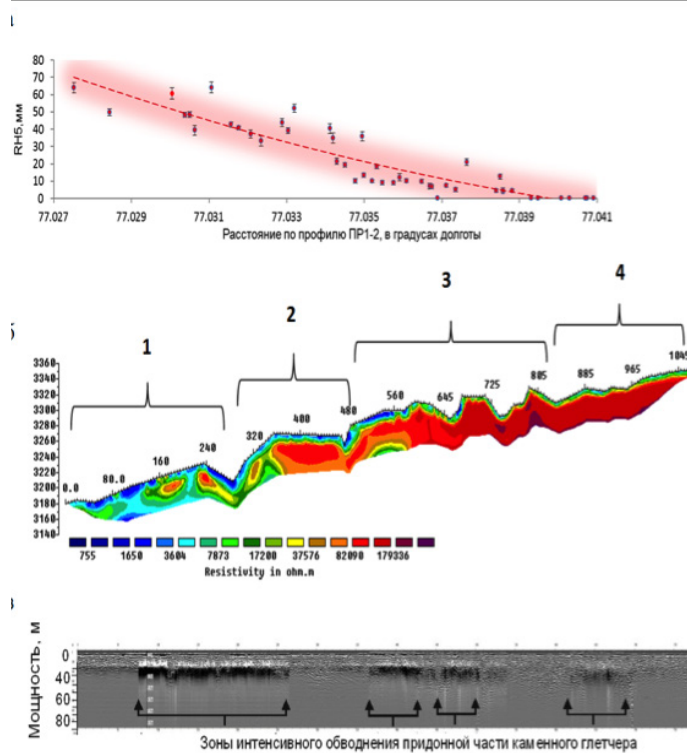 а
80
70
60
50
40
30
20
10
0
RH5,мм
77.027 77.029 77.031 77.033 77.035 77.037 77.039 77.041
Расстояние по профилю ПР1-2, в градусах долготы
б
1 2 3 4
3360
3340
3320
3300
3280
3260
3240
3220
3200
3180
3160
3140
0.0 80.0 160 240 320 400 480 560 645 725 805 885 965 1045
755 1650 3604 7873 17200 37576 82090 179336
Resistivity in ohm.m
в
Мощность, м
0
20
40
60
80
Зоны интенсивного обводнения придонной части каменного глетчера